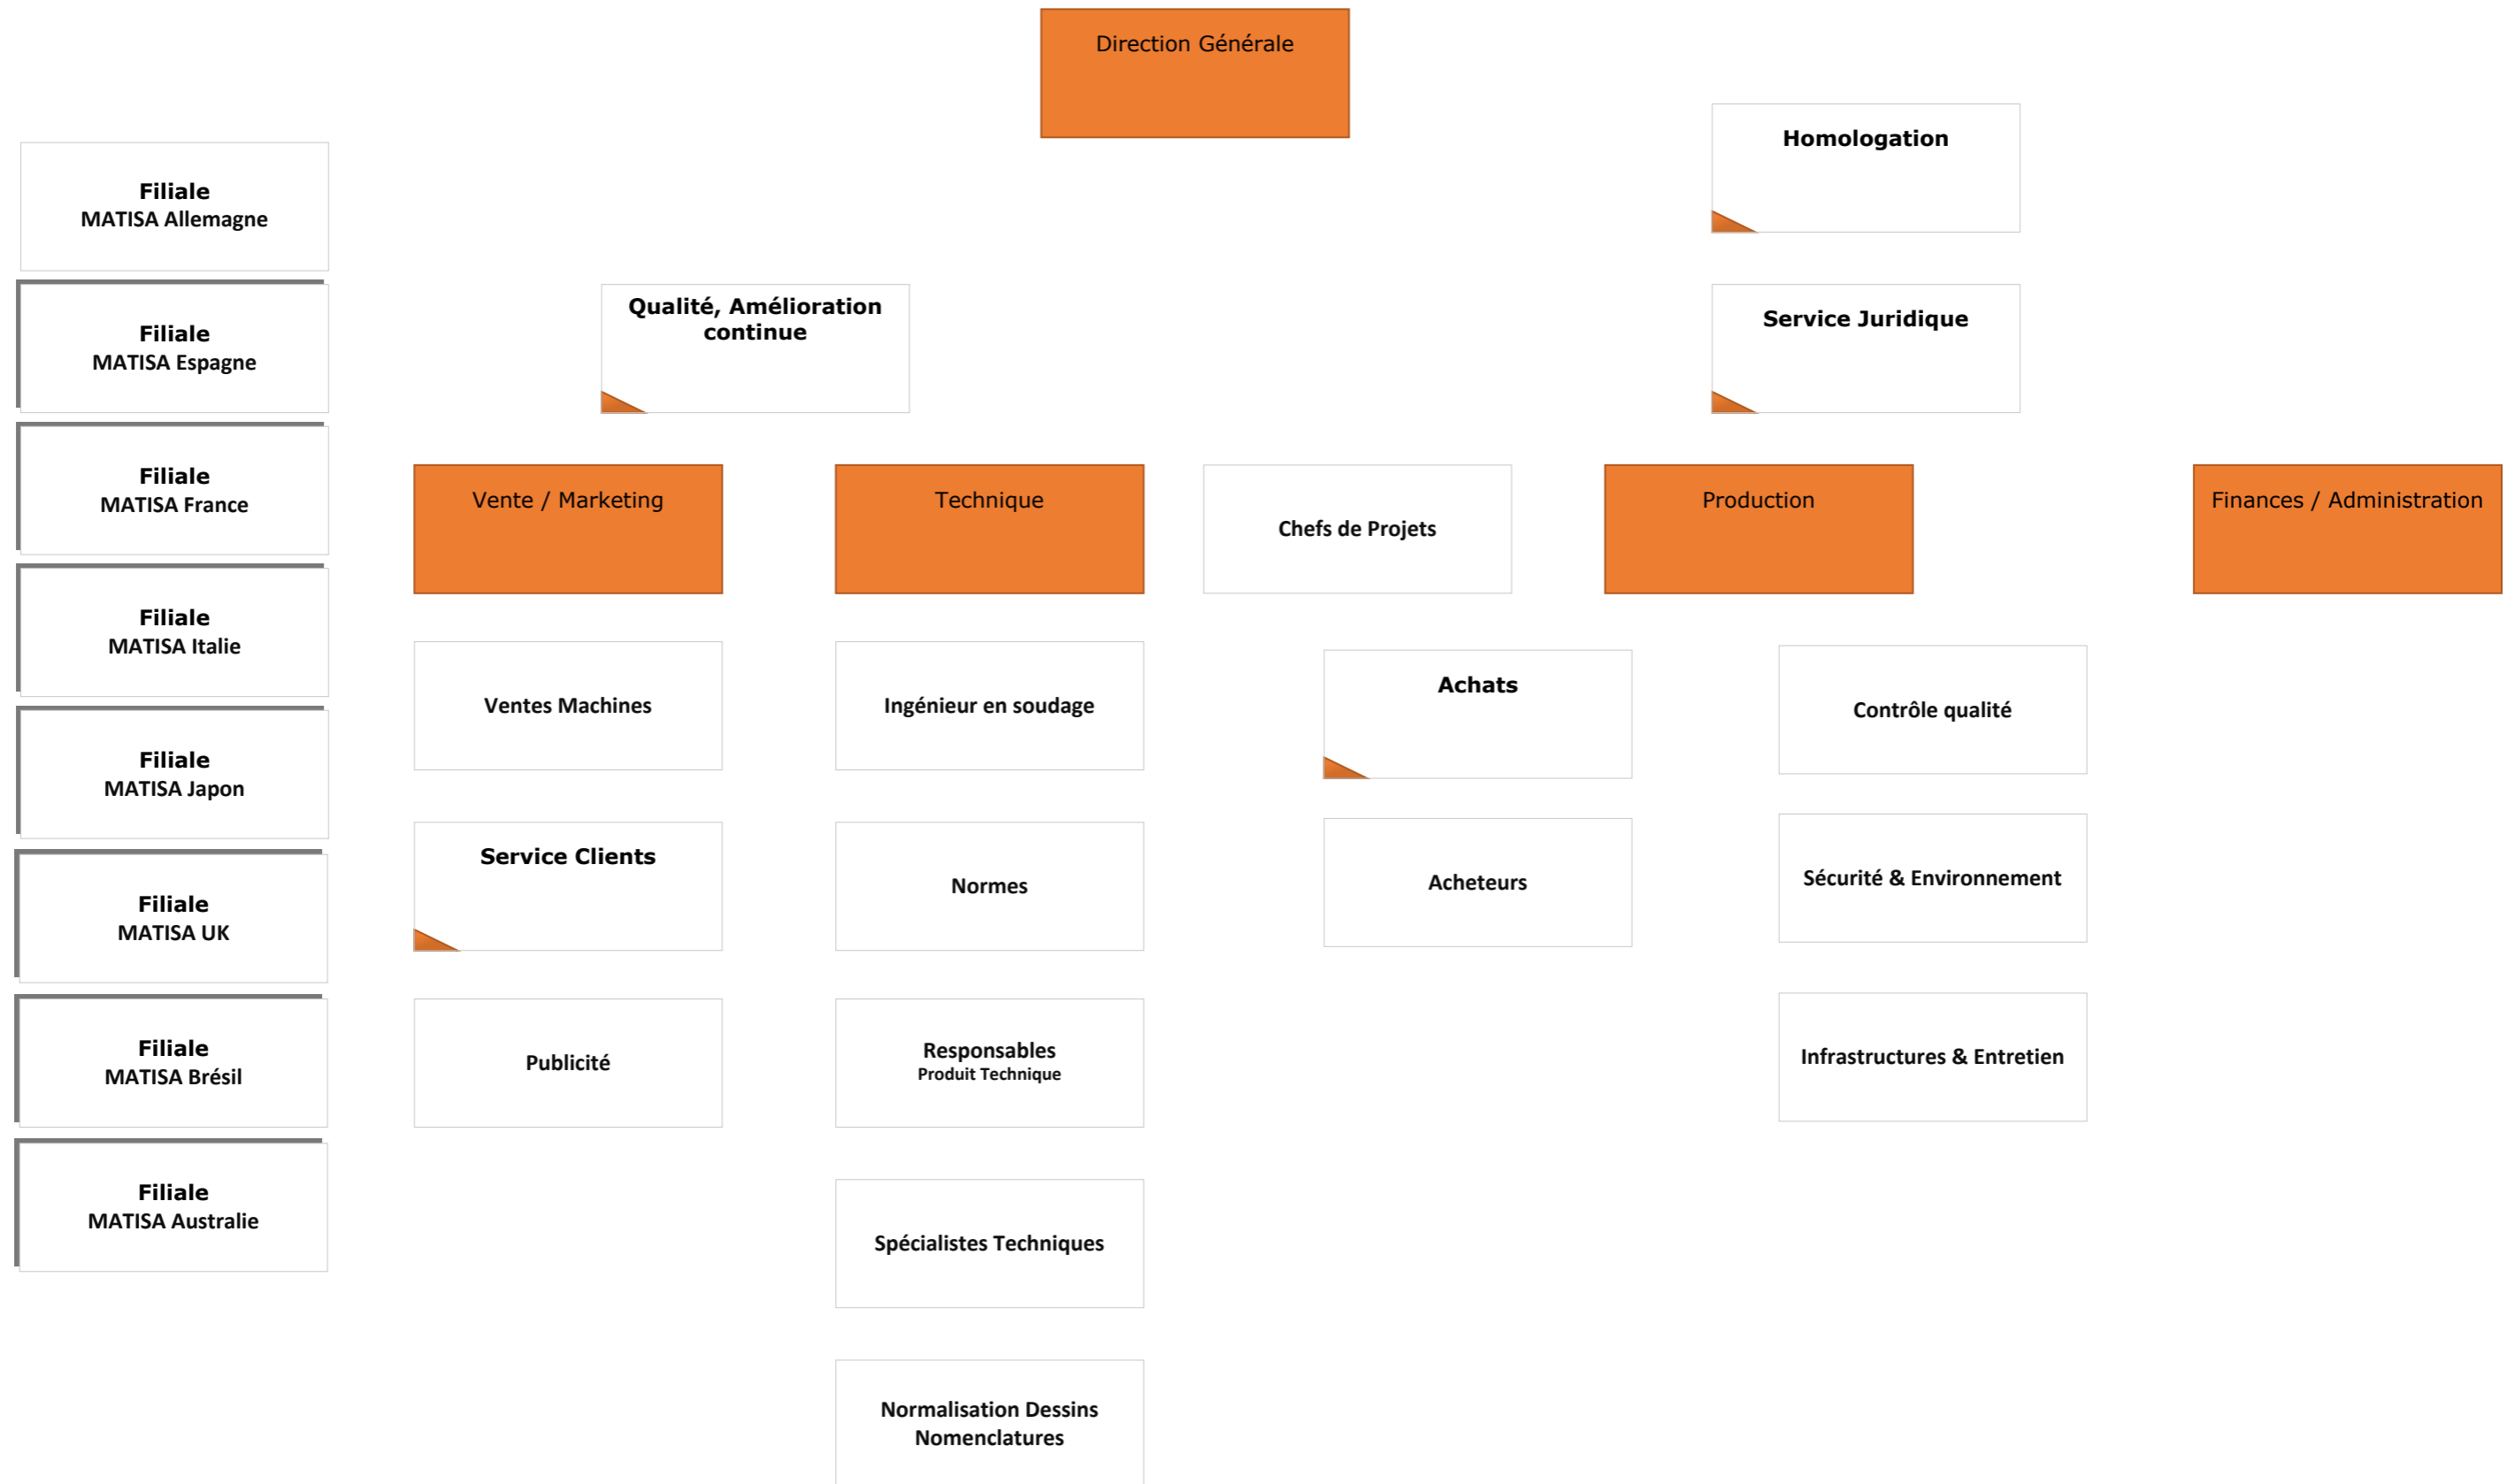 Direction Générale
Homologation
Filiale
MATISA Allemagne
Qualité, Amélioration
continue
Service Juridique
Filiale
MATISA Espagne
Filiale
MATISA France
Vente / Marketing
Technique
Chefs de Projets
Production
Finances / Administration
Filiale
MATISA Italie
Ventes Machines
Ingénieur en soudage
Achats
Contrôle qualité
Filiale
MATISA Japon
Service Clients
Normes
Acheteurs
Sécurité & Environnement
Filiale
MATISA UK
Filiale
MATISA Brésil
Publicité
Responsables
Produit Technique
Infrastructures & Entretien
Filiale
MATISA Australie
Spécialistes Techniques
Normalisation Dessins
Nomenclatures